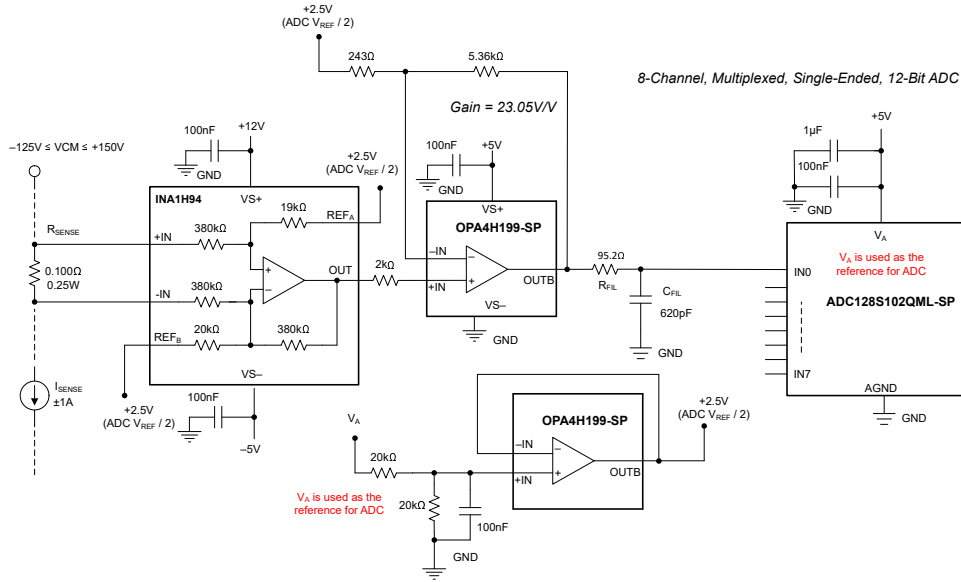 +2.5V
(ADC VREF / 2)
243Ω
5.36kΩ
8-Channel, Multiplexed, Single-Ended, 12-Bit ADC
Gain = 23.05V/V
100nF
+12V
GND
–125V ≤ VCM ≤ +150V
+2.5V
(ADC VREF / 2)
100nF
+5V
GND
+5V
1µF
100nF
GND
INA1H94
VS+
19kΩ
REFA
RSENSE
+IN
380kΩ
0.100Ω
0.25W
+
−
OUT
-IN
380kΩ
REFB
20kΩ
380kΩ
VS–
2kΩ
VS+
OPA4H199-SP
–IN
−
+IN
+
OUTB
VS–
GND
95.2Ω
RFIL
CFIL
620pF
GND
VA
VA is used as the
reference for ADC
IN0
ADC128S102QML-SP
IN7
AGND
GND
ISENSE
±1A
+2.5V
(ADC VREF / 2)
100nF
GND
–5V
VA
20kΩ
VA is used as the
reference for ADC
20kΩ
100nF
GND
OPA4H199-SP
–IN
−
+IN
+
OUTB
+2.5V
(ADC VREF / 2)